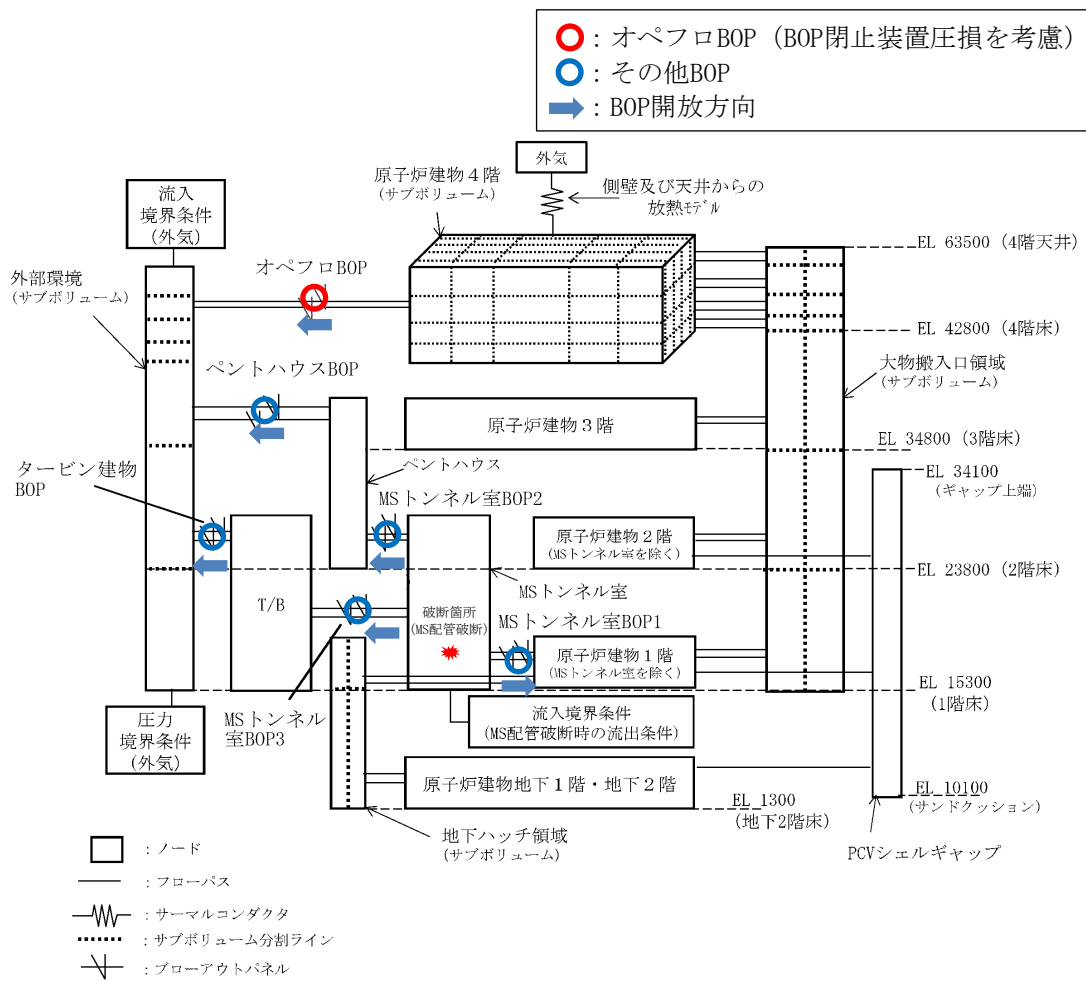 ：オペフロBOP（BOP閉止装置圧損を考慮）
：その他BOP
：BOP開放方向
外気
原子炉建物４階
(サブボリューム)
側壁及び天井からの
放熱ﾓﾃﾞﾙ
流入
境界条件
(外気)
EL 63500（4階天井）
オペフロBOP
外部環境
(サブボリューム)
EL 42800（4階床）
ペントハウスBOP
大物搬入口領域
(サブボリューム)
原子炉建物３階
EL 34800（3階床）
ペントハウス
EL 34100
(ギャップ上端)
タービン建物
BOP
MSトンネル室BOP2
原子炉建物２階
(MSトンネル室を除く)
EL 23800（2階床）
MSトンネル室
T/B
破断箇所
(MS配管破断)
MSトンネル室BOP1
原子炉建物１階
(MSトンネル室を除く)
EL 15300
(1階床)
圧力
境界条件
(外気)
MSトンネル
室BOP3
流入境界条件
(MS配管破断時の流出条件)
原子炉建物地下１階・地下２階
EL 10100
(サンドクッション)
EL 1300
(地下2階床)
地下ハッチ領域
(サブボリューム)
PCVシェルギャップ
：ノード
：フローパス
：サーマルコンダクタ
：サブボリューム分割ライン
：ブローアウトパネル